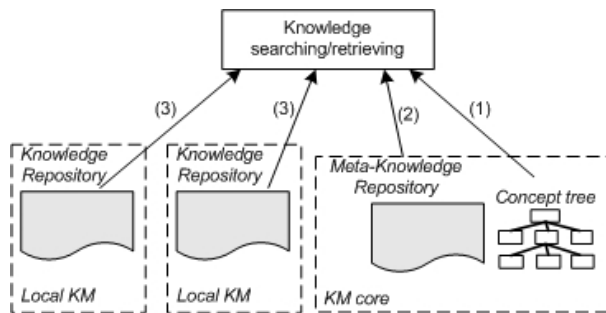 Knowledge
searching/retrieving
(3)
(3)
(2)
(1)
Knowledge
Repository
Knowledge
Repository
Meta-Knowledge
Repository
Concept tree
Local KM
Local KM
KM core